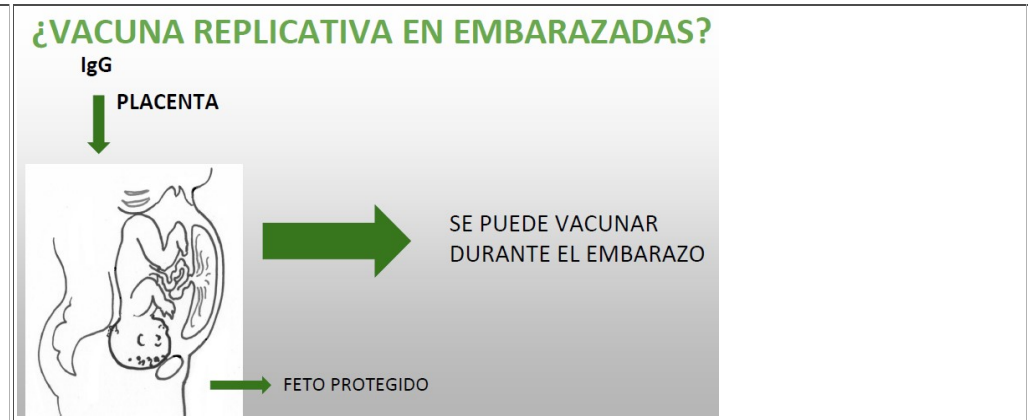 ¿VACUNA REPLICATIVA EN EMBARAZADAS?
IgG
PLACENTA
SE PUEDE VACUNAR
DURANTE EL EMBARAZO
FETO PROTEGIDO